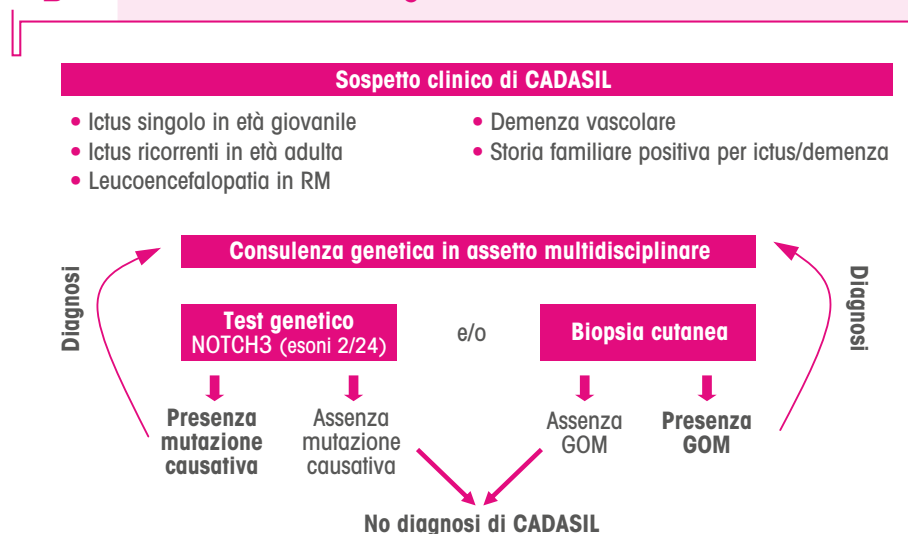 Sospetto clinico di CADASIL
• Ictus singolo in età giovanile
• Ictus ricorrenti in età adulta
• Leucoencefalopatia in RM
• Demenza vascolare
• Storia familiare positiva per ictus/demenza
Consulenza genetica in assetto multidisciplinare
Diagnosi
Diagnosi
Test genetico
NOTCH3 (esoni 2/24)
e/o
Biopsia cutanea
Presenza
mutazione
causativa
Assenza
mutazione
causativa
Assenza
GOM
Presenza
GOM
No diagnosi di CADASIL